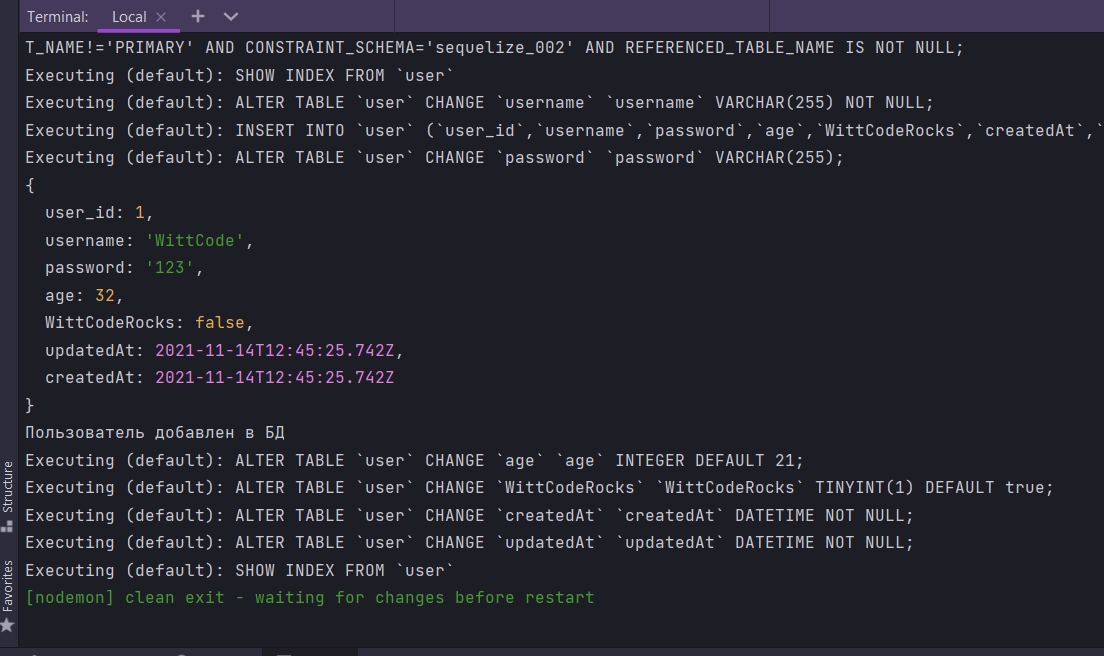 Terminal: Local
T_NAME!='PRIMARY' AND CONSTRAINT_SCHEMA='sequelize_002' AND REFERENCED_TABLE_NAME IS NOT NULL;
Executing (default): SHOW INDEX FROM `user`
Executing (default): ALTER TABLE `user` CHANGE `username` `username` VARCHAR(255) NOT NULL;
Executing (default): INSERT INTO `user` (`user_id`,`username`,`password`,`age`,`WittCodeRocks`,`createdAt`,`
Executing (default): ALTER TABLE `user` CHANGE `password` `password` VARCHAR(255);
{
  user_id: 1,
  username: 'WittCode',
  password: '123',
  age: 32,
  WittCodeRocks: false,
  updatedAt: 2021-11-14T12:45:25.742Z,
  createdAt: 2021-11-14T12:45:25.742Z
}
Пользователь добавлен в БД
Executing (default): ALTER TABLE `user` CHANGE `age` `age` INTEGER DEFAULT 21;
Executing (default): ALTER TABLE `user` CHANGE `WittCodeRocks` `WittCodeRocks` TINYINT(1) DEFAULT true;
Executing (default): ALTER TABLE `user` CHANGE `createdAt` `createdAt` DATETIME NOT NULL;
Executing (default): ALTER TABLE `user` CHANGE `updatedAt` `updatedAt` DATETIME NOT NULL;
Executing (default): SHOW INDEX FROM `user`
[nodemon] clean exit - waiting for changes before restart
Structure
Favorites